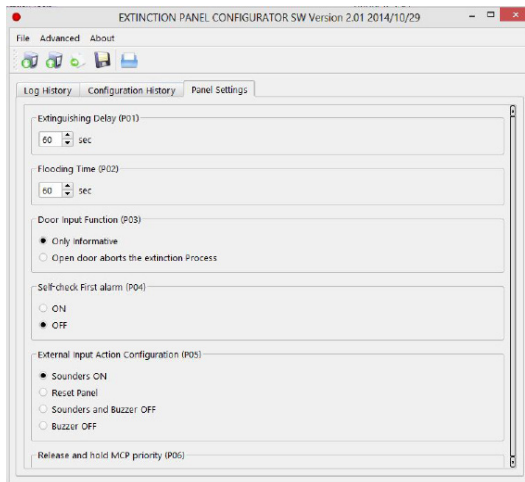 EXTINCTION PANEL CONFIGURATOR SW Version 2.01 2014/10/29
File Advanced About
Log History Configuration History Panel Settings
Extinguishing Delay (P01)
60 sec
Flooding Time (P02)
60 sec
Door Input Function (P03)
Only Informative
Open door aborts the extinction Process
Self-check First alarm (P04)
ON
OFF
External Input Action Configuration (P05)
Sounders ON
Reset Panel
Sounders and Buzzer OFF
Buzzer OFF
Release and hold MCP priority (P06)